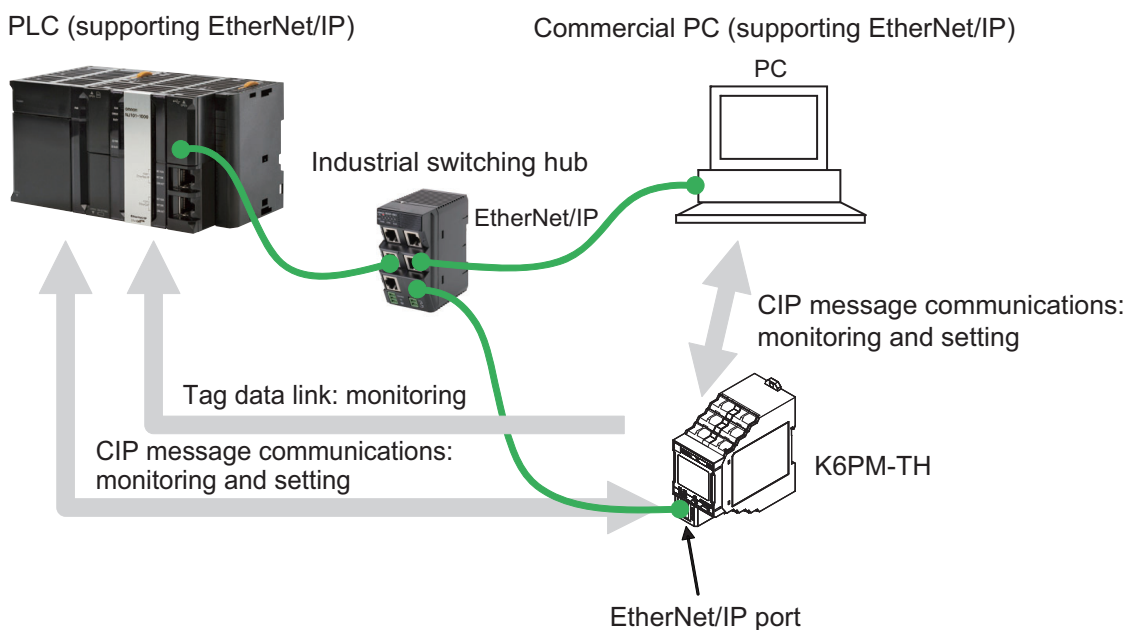 PLC (supporting EtherNet/IP)
Commercial PC (supporting EtherNet/IP)
PC
Industrial switching hub
EtherNet/IP
CIP message communications:
monitoring and setting
Tag data link: monitoring
CIP message communications:
monitoring and setting
K6PM-TH
EtherNet/IP port